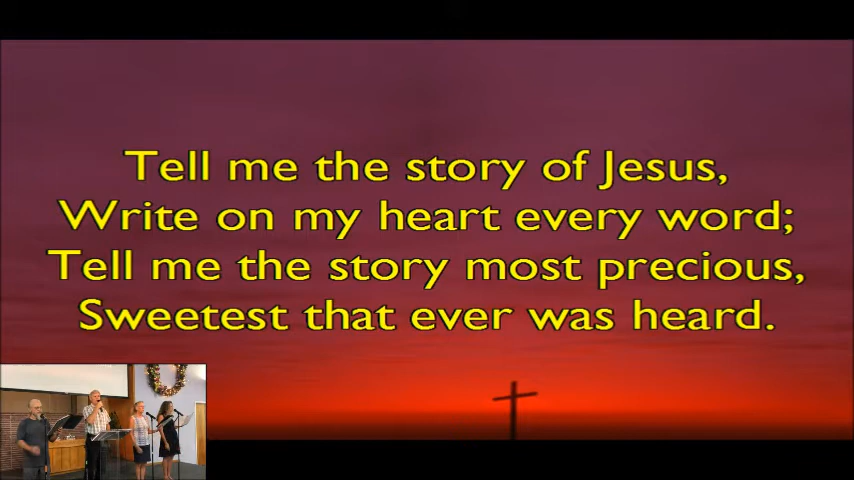 Tell me the story of Jesus,
Write on my heart every word;
Tell me the story most precious,
Sweetest that ever was heard.